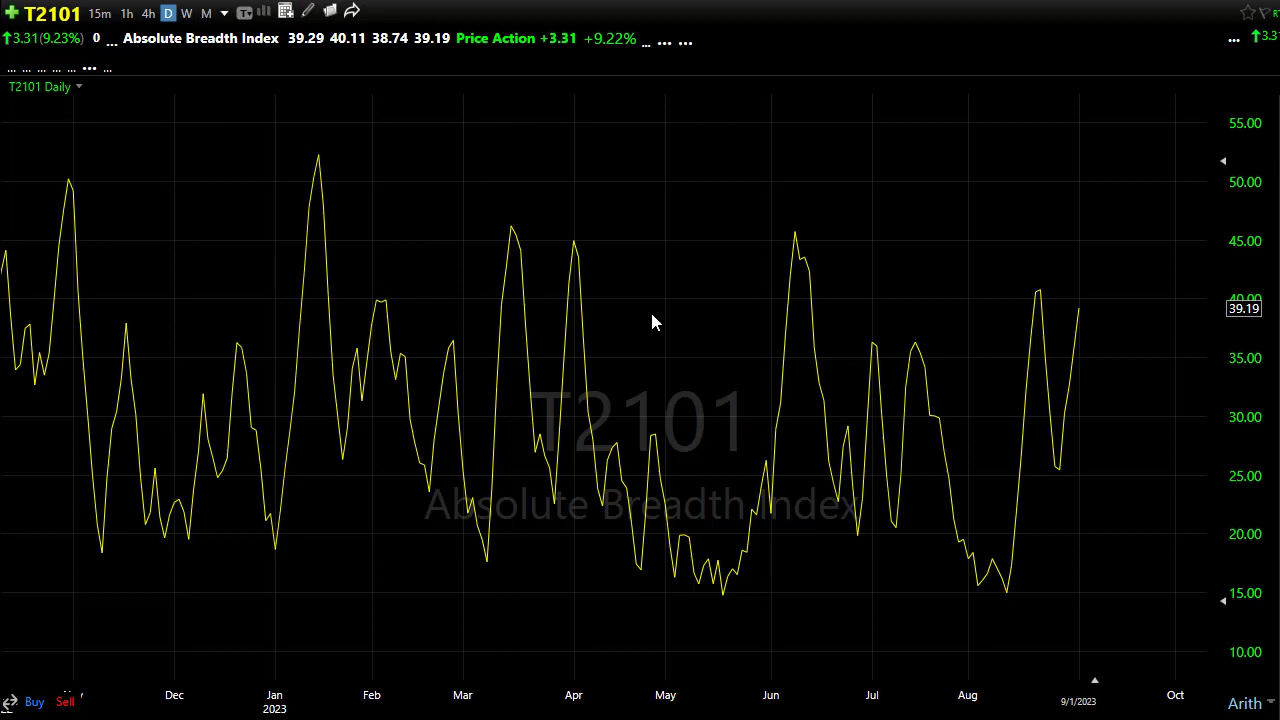 T2101 15m 1h 4h D W M T
3.31(9.23%) 0 ... Absolute Breadth Index 39.29 40.11 38.74 39.19 Price Action +3.31 +9.22% ... ... ... ... 3.3
... ... ... ... ... ... ...
T2101 Daily
55.00
50.00
45.00
40.00
39.19
35.00
30.00
25.00
20.00
15.00
10.00
T2101
Absolute Breadth Index
Dec Jan Feb Mar Apr May Jun Jul Aug 9/1/2023 Oct
2023
Buy Sell
Arith